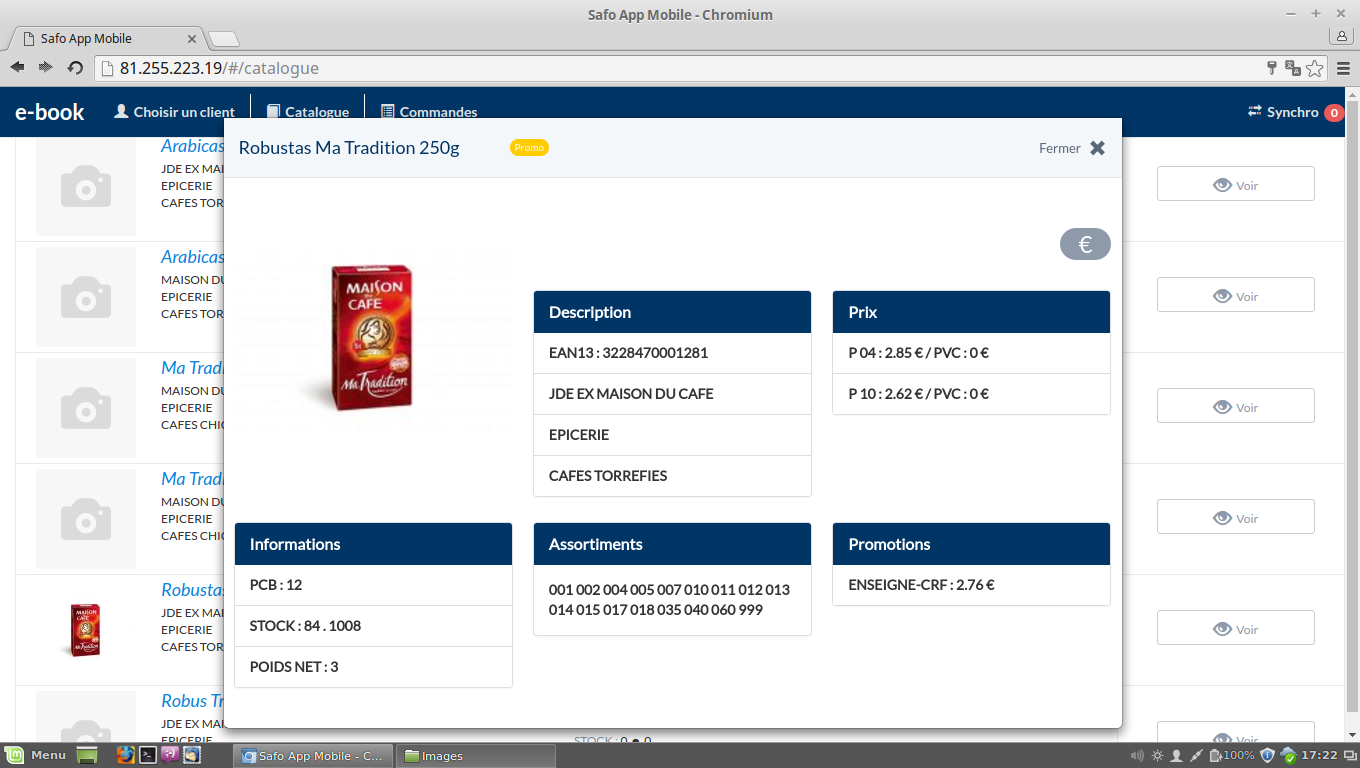 Safo App Mobile - Chromium
Safo App Mobile
81.255.223.19/#/catalogue
e-book
Choisir un client
Catalogue
Commandes
Synchro 0
Robustas Ma Tradition 250g
Promo
Fermer
€
MAISON
CAFE
Ma Tradition
Description
EAN13 : 3228470001281
JDE EX MAISON DU CAFE
EPICERIE
CAFES TORREFIES
Prix
P 04 : 2.85 € / PVC : 0 €
P 10 : 2.62 € / PVC : 0 €
Informations
PCB : 12
STOCK : 84 . 1008
POIDS NET : 3
Assortiments
001 002 004 005 007 010 011 012 013
014 015 017 018 035 040 060 999
Promotions
ENSEIGNE-CRF : 2.76 €
Arabicas
JDE EX MAI
EPICERIE
CAFES TOR
Voir
Arabicas
MAISON DU
EPICERIE
CAFES TOR
Voir
Ma Tradi
MAISON DU
EPICERIE
CAFES CHIC
Voir
Ma Tradi
MAISON DU
EPICERIE
CAFES CHIC
Voir
MAISON
CAFE
Ma Tradition
Robustas
JDE EX MAI
EPICERIE
CAFES TOR
Voir
Robus Tr
JDE EX MAI
EPICERIE
STOCK : 0 ● 0
Voir
Menu
Safo App Mobile - C...
Images
100%
17:22